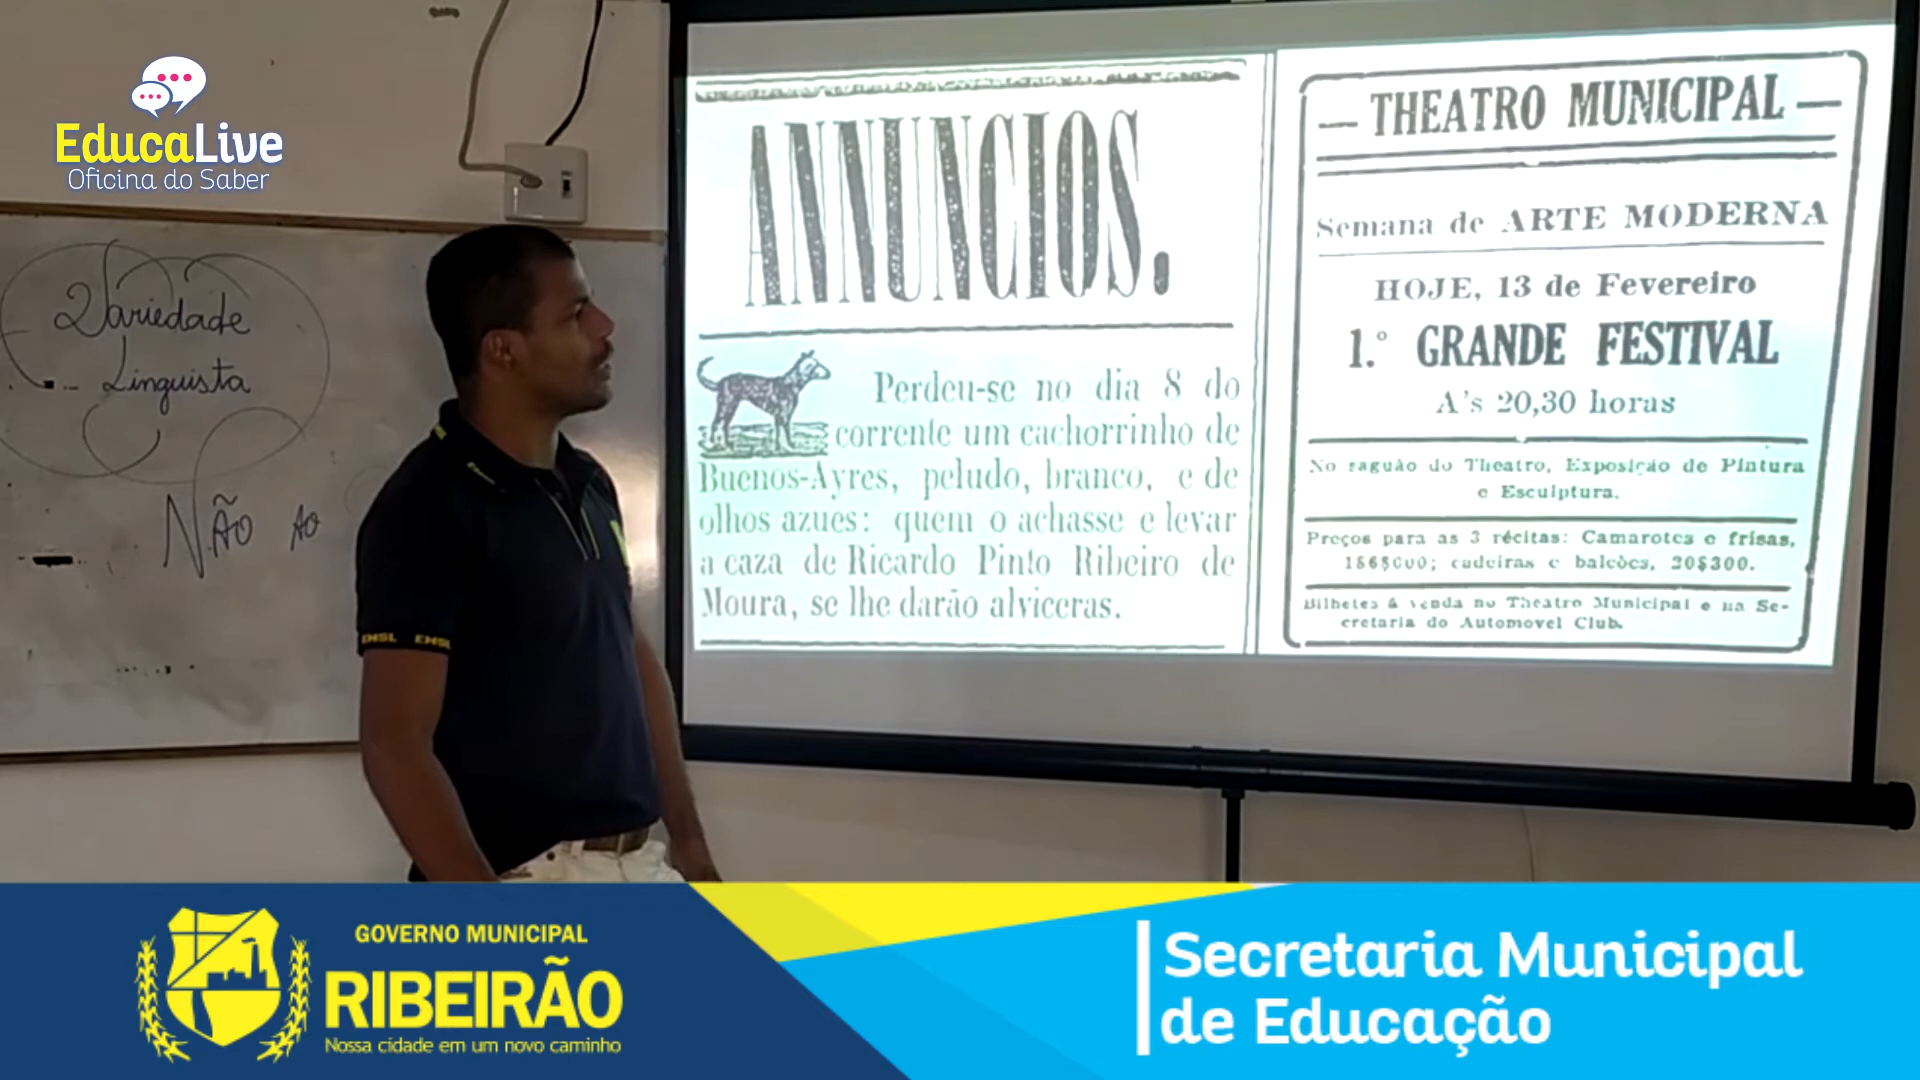 EducaLive
Oficina do Saber
Variedade
Linguista
NÃO AO
ANNUNCIOS.
Perdeu-se no dia 8 do
corrente um cachorrinho de
Buenos-Ayres, peludo, branco, e de
olhos azues: quem o achasse e levar
a caza de Ricardo Pinto Ribeiro de
Moura, se lhe darão alviceras.
— THEATRO MUNICIPAL —
Semana de ARTE MODERNA
HOJE, 13 de Fevereiro
1.º GRANDE FESTIVAL
A's 20,30 horas
No saguão do Theatro, Exposição de Pintura
e Esculptura.
Preços para as 3 récitas: Camarotes e frisas,
186$000; cadeiras e balcões, 20$300.
Bilhetes á venda no Theatro Municipal e na Se-
cretaria do Automovel Club.
EMSL EMSL
GOVERNO MUNICIPAL
RIBEIRÃO
Nossa cidade em um novo caminho
Secretaria Municipal
de Educação